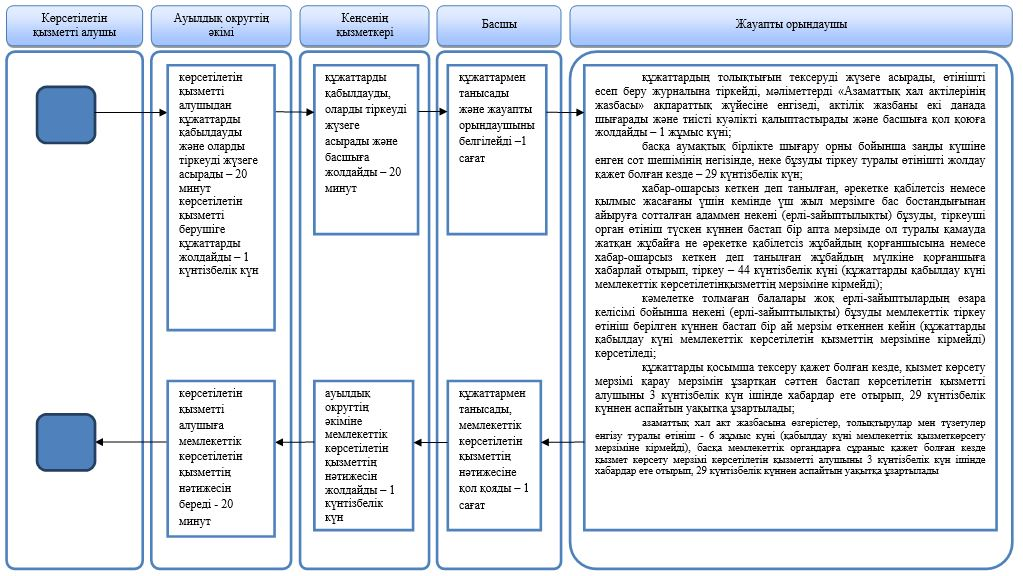 Көрсетілетін
қызметті алушы
Ауылдық округтің
әкімі
Кеңсенің
қызметкері
Басшы
Жауапты орындаушы
көрсетілетін
қызметті
алушыдан
құжаттарды
қабылдауды
және оларды
тіркеуді жүзеге
асырады – 20
минут
көрсетілетін
қызметті
берушіге
құжаттарды
жолдайды – 1
күнтізбелік күн
құжаттарды
қабылдауды,
оларды тіркеуді
жүзеге
асырады және
басшыға
жолдайды – 20
минут
құжаттармен
танысады
және жауапты
орындаушыны
белгілейді –1
сағат
құжаттардың толықтығын тексеруді жүзеге асырады, өтінішті
есеп беру журналына тіркейді, мәліметтерді «Азаматтық хал актілерінің
жазбасы» ақпараттық жүйесіне енгізеді, актілік жазбаны екі данада
шығарады және тиісті куәлікті қалыптастырады және басшыға қол қоюға
жолдайды – 1 жұмыс күні;
басқа аумақтық бірлікте шығару орны бойынша заңды күшіне
енген сот шешімінің негізінде, неке бұзуды тіркеу туралы өтінішті жолдау
қажет болған кезде – 29 күнтізбелік күн;
хабар-ошарсыз кеткен деп танылған, әрекетке қабілетсіз немесе
қылмыс жасағаны үшін кемінде үш жыл мерзімге бас бостандығынан
айыруға сотталған адаммен некені (ерлі-зайыптылықты) бұзуды, тіркеуші
орган өтініш түскен күннен бастап бір апта мерзімде ол туралы қамауда
жатқан жұбайға не әрекетке қабілетсіз жұбайдың қорғаншысына немесе
хабар-ошарсыз кеткен деп танылған жұбайдың мүлкіне қорғаншыға
хабарлай отырып, тіркеу – 44 күнтізбелік күні (құжаттарды қабылдау күні
мемлекеттік көрсетілетінқызметтің мерзіміне кірмейді);
кәмелетке толмаған балалары жоқ ерлі-зайыптылардың өзара
келісімі бойынша некені (ерлі-зайыптылықты) бұзуды мемлекеттік тіркеу
өтініш берілген күннен бастап бір ай мерзім өткеннен кейін (құжаттарды
қабылдау күні мемлекеттік көрсетілетін қызметтің мерзіміне кірмейді)
көрсетіледі;
құжаттарды қосымша тексеру қажет болған кезде, қызмет көрсету
мерзімі қарау мерзімін ұзартқан сәттен бастап көрсетілетін қызметті
алушыны 3 күнтізбелік күн ішінде хабардар ете отырып, 29 күнтізбелік
күннен аспайтын уақытқа ұзартылады;
азаматтық хал акт жазбасына өзгерістер, толықтырулар мен түзетулер
енгізу туралы өтініш - 6 жұмыс күні (қабылдау күні мемлекеттік қызметкөрсету
мерзіміне кірмейді), басқа мемлекеттік органдарға сұраныс қажет болған кезде
қызмет көрсету мерзімі көрсетілетін қызметті алушыны 3 күнтізбелік күн ішінде
хабардар ете отырып, 29 күнтізбелік күннен аспайтын уақытқа ұзартылады
көрсетілетін
қызметті
алушыға
мемлекеттік
көрсетілетін
қызметтің
нәтижесін
береді - 20
минут
ауылдық
округтің
әкіміне
мемлекеттік
көрсетілетін
қызметтің
нәтижесін
жолдайды – 1
күнтізбелік
күн
құжаттармен
танысады,
мемлекеттік
көрсетілетін
қызметтің
нәтижесіне
қол қояды – 1
сағат